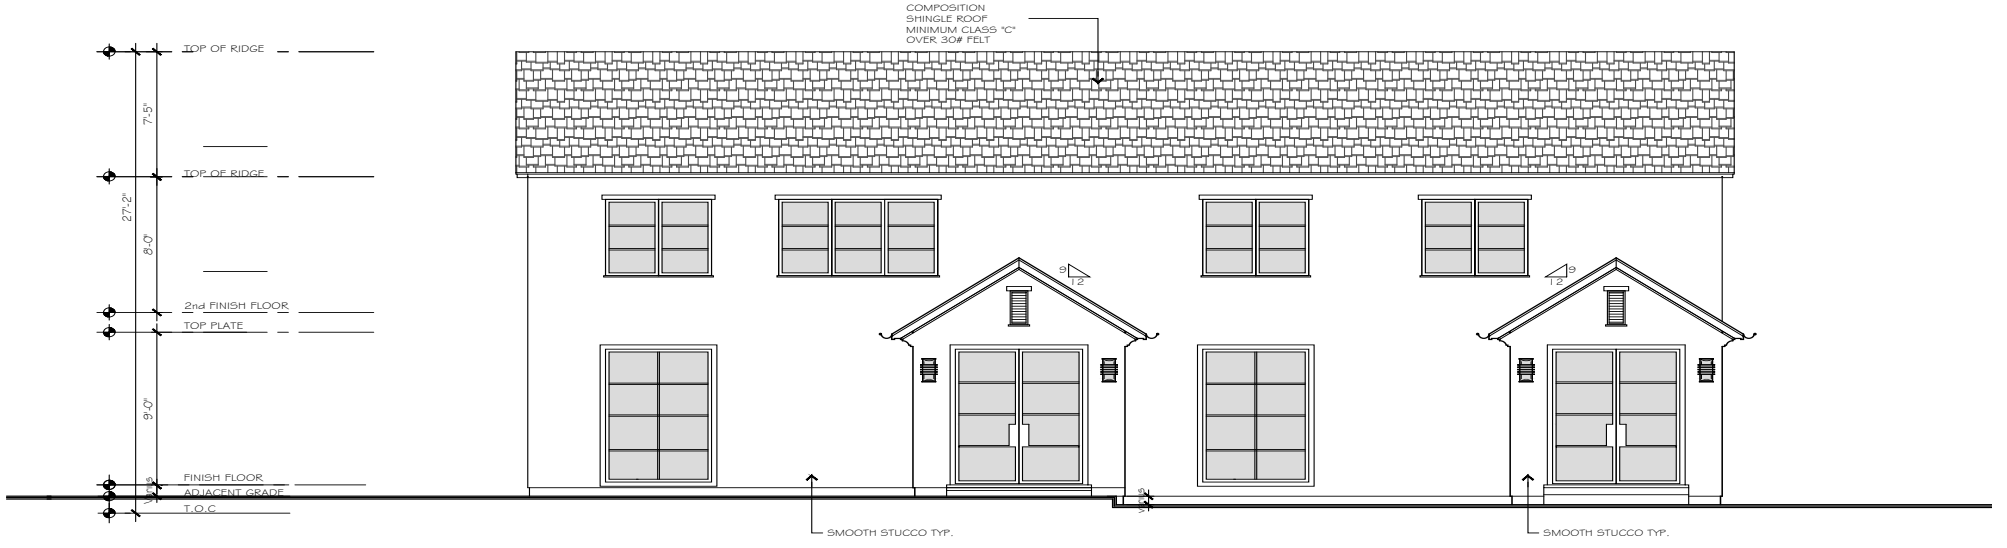 COMPOSITION
SHINGLE ROOF
MINIMUM CLASS "C"
OVER 30# FELT
TOP OF RIDGE
7'-5"
TOP OF RIDGE
27'-2"
8'-0"
9
12
9
12
2nd FINISH FLOOR
TOP PLATE
9'-0"
FINISH FLOOR
Varies
ADJACENT GRADE
Varies
T.O.C
SMOOTH STUCCO TYP.
SMOOTH STUCCO TYP.